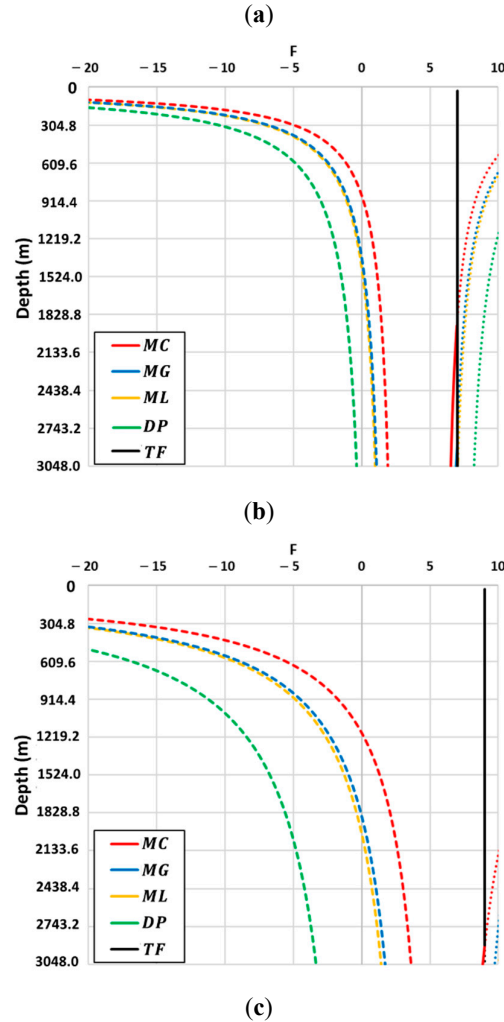 (a)
F
− 20 − 15 − 10 − 5 0 5 10
0
304.8
609.6
914.4
1219.2
1524.0
1828.8
2133.6
2438.4
2743.2
3048.0
Depth (m)
MC
MG
ML
DP
TF
(b)
F
− 20 − 15 − 10 − 5 0 5 10
0
304.8
609.6
914.4
1219.2
1524.0
1828.8
2133.6
2438.4
2743.2
3048.0
Depth (m)
MC
MG
ML
DP
TF
(c)